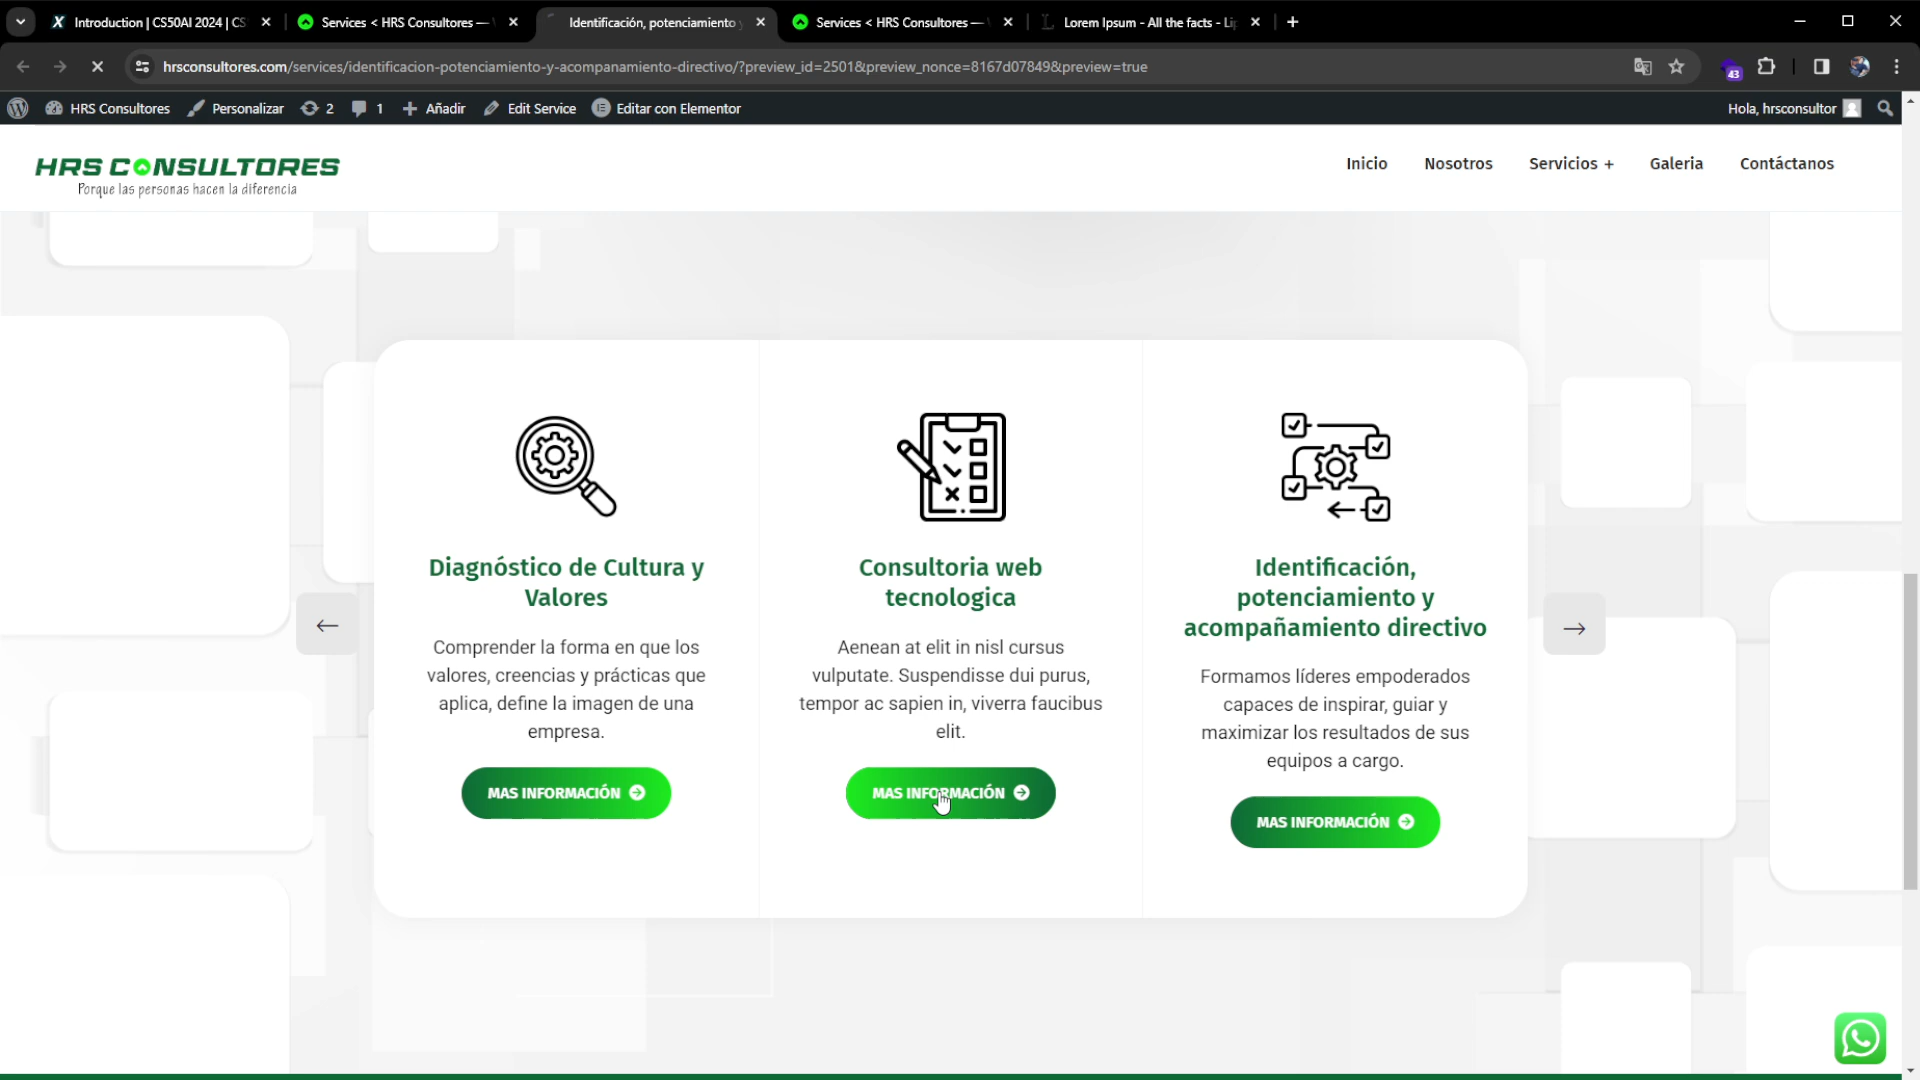 Introduction | CS50AI 2024 | CS
Services < HRS Consultores —
Identificación, potenciamiento y
Services < HRS Consultores —
Lorem Ipsum - All the facts - Lip
hrsconsultores.com/services/identificacion-potenciamiento-y-acompanamiento-directivo/?preview_id=2501&preview_nonce=8167d07849&preview=true
43
HRS Consultores
Personalizar
2
1
Añadir
Edit Service
Editar con Elementor
Hola, hrsconsultor
HRS CONSULTORES
Porque las personas hacen la diferencia
Inicio
Nosotros
Servicios +
Galeria
Contáctanos
Diagnóstico de Cultura y
Valores
Comprender la forma en que los
valores, creencias y prácticas que
aplica, define la imagen de una
empresa.
MAS INFORMACIÓN
Consultoria web
tecnologica
Aenean at elit in nisl cursus
vulputate. Suspendisse dui purus,
tempor ac sapien in, viverra faucibus
elit.
MAS INFORMACIÓN
Identificación,
potenciamiento y
acompañamiento directivo
Formamos líderes empoderados
capaces de inspirar, guiar y
maximizar los resultados de sus
equipos a cargo.
MAS INFORMACIÓN